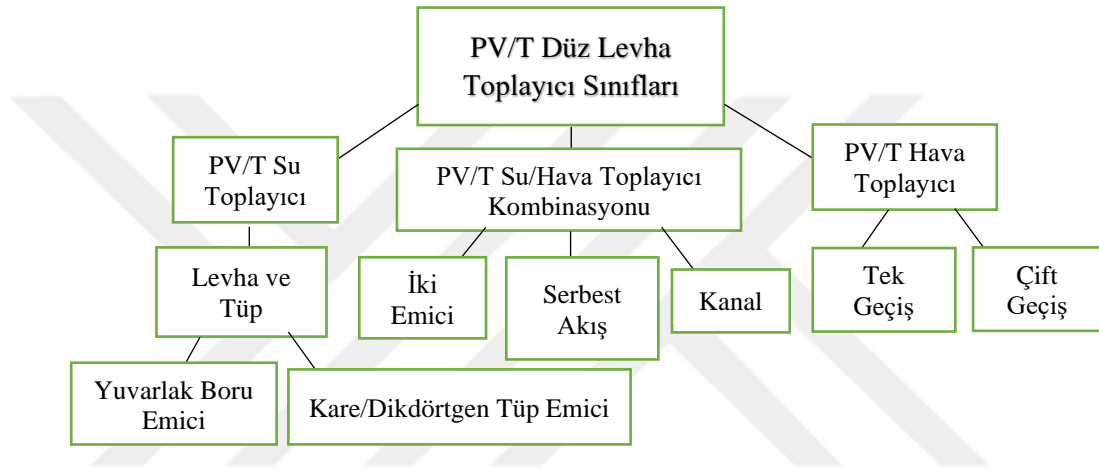 PV/T Düz Levha
Toplayıcı Sınıfları
PV/T Su
Toplayıcı
PV/T Su/Hava Toplayıcı
Kombinasyonu
PV/T Hava
Toplayıcı
Levha ve
Tüp
İki
Emici
Serbest
Akış
Kanal
Tek
Geçiş
Çift
Geçiş
Yuvarlak Boru
Emici
Kare/Dikdörtgen Tüp Emici